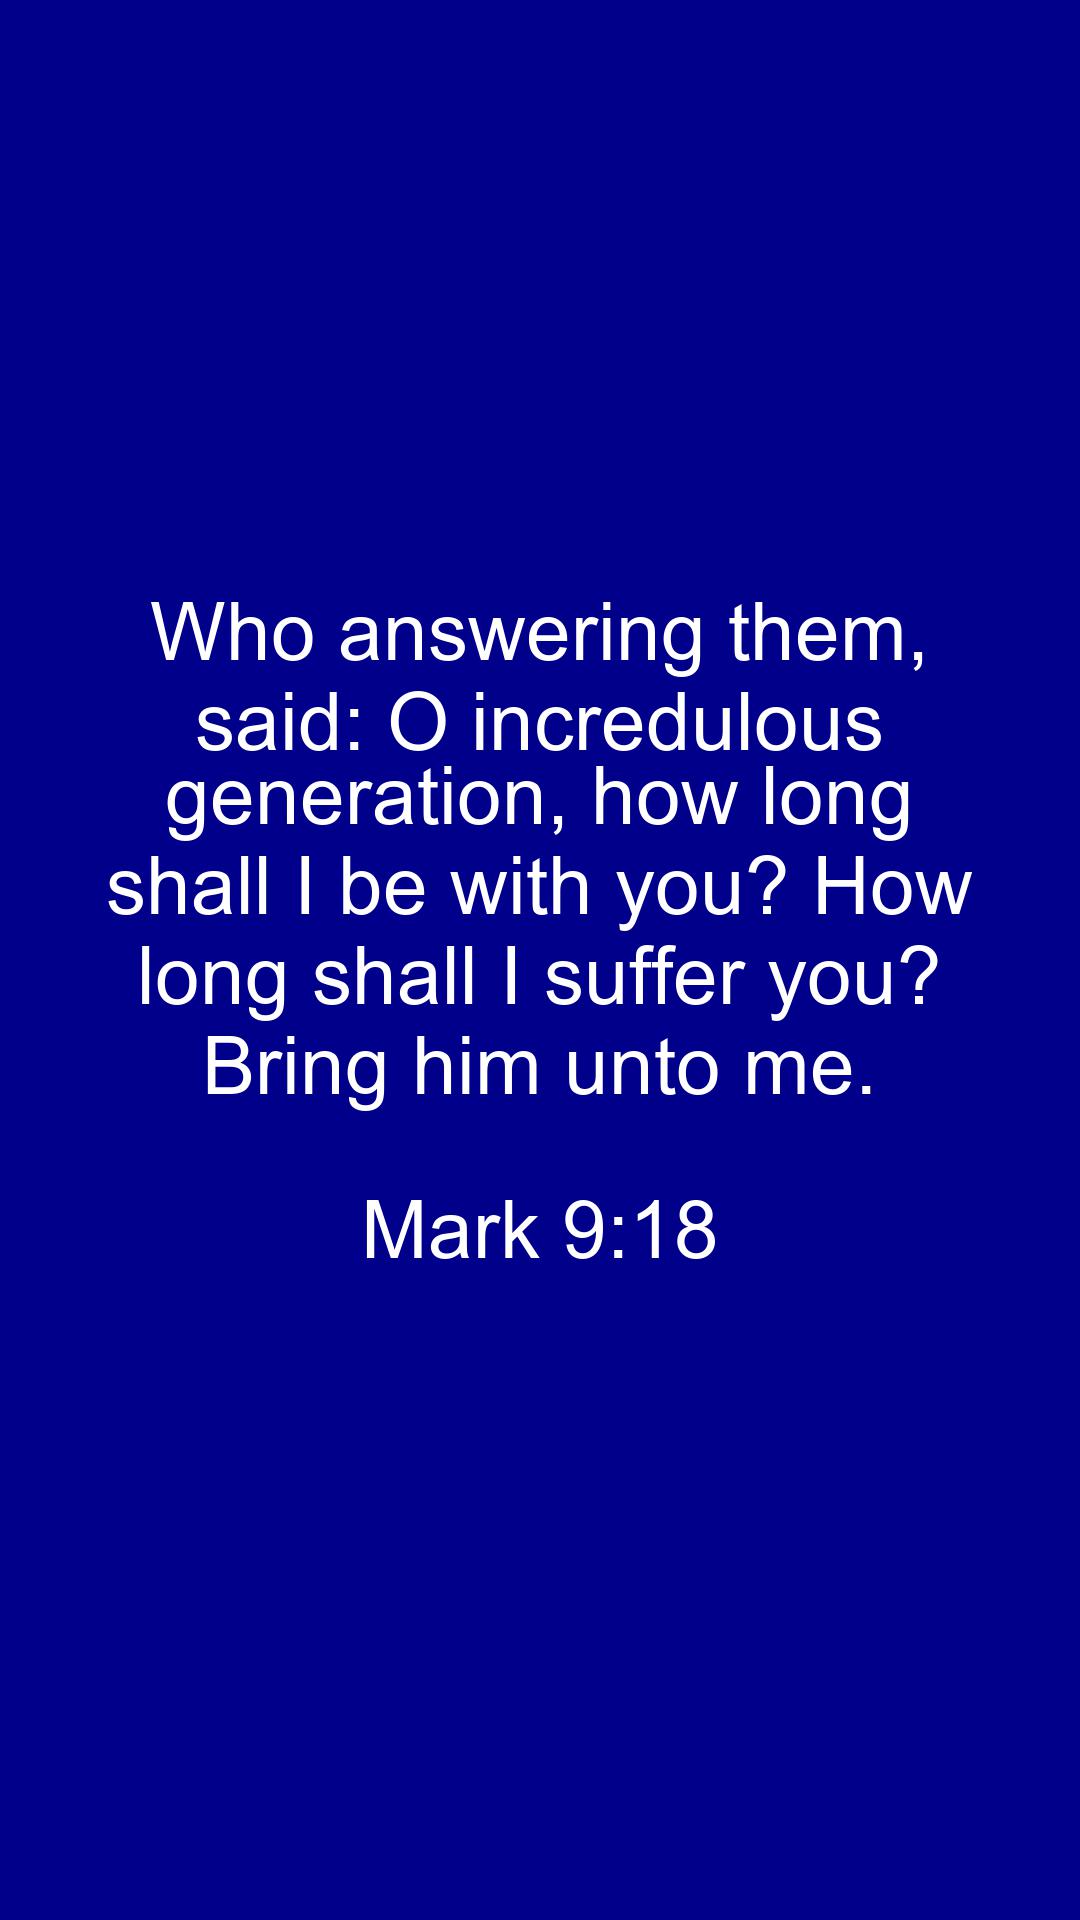 Who answering them,
said: O incredulous
generation, how long
shall I be with you? How
long shall I suffer you?
Bring him unto me.
Mark 9:18